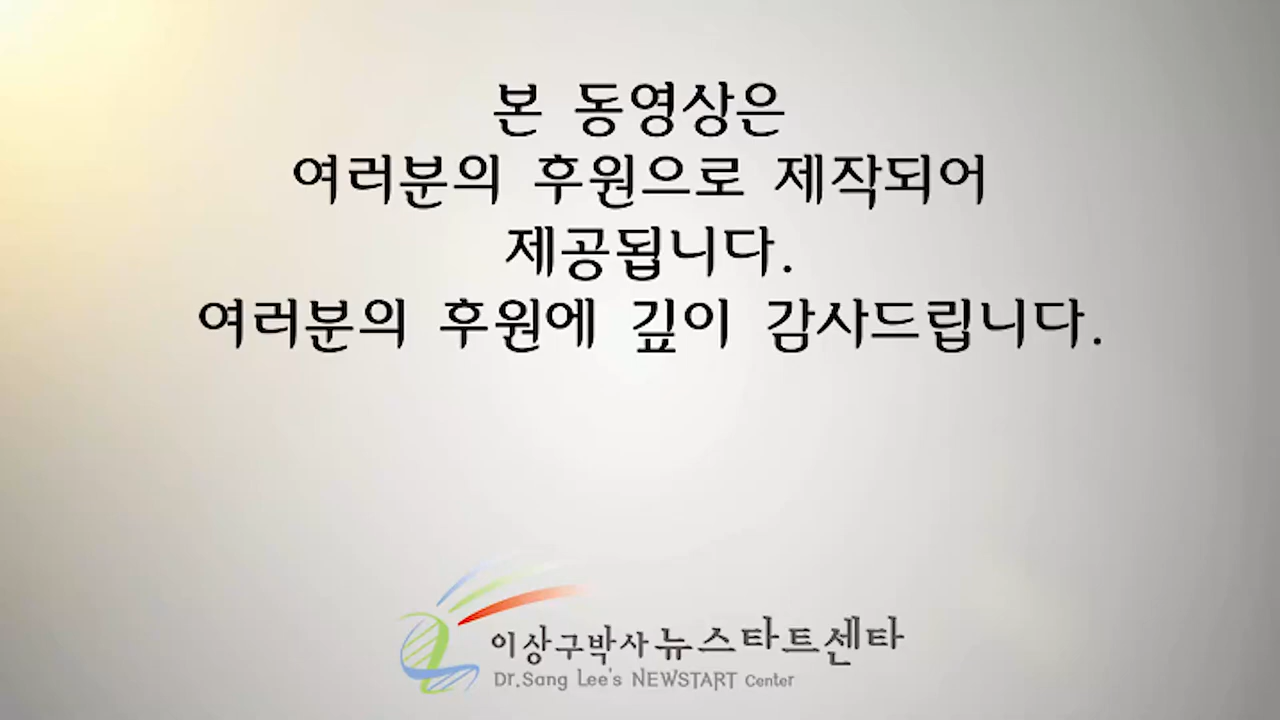 본 동영상은
여러분의 후원으로 제작되어
제공됩니다.
여러분의 후원에 깊이 감사드립니다.
이상구박사 뉴스타트센타
Dr.Sang Lee's NEWSTART Center